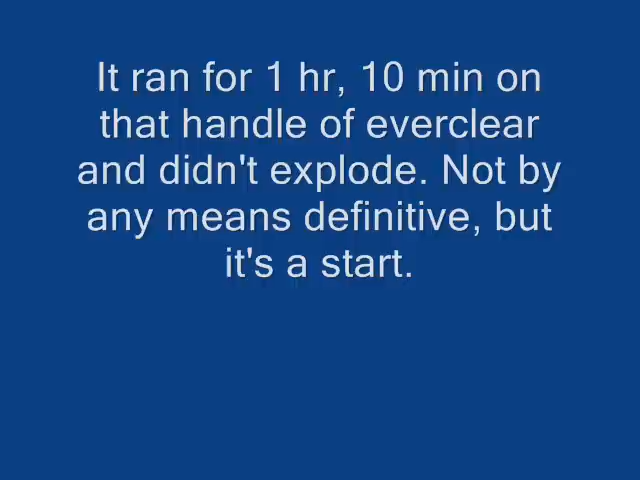 It ran for 1 hr, 10 min on
that handle of everclear
and didn't explode. Not by
any means definitive, but
it's a start.